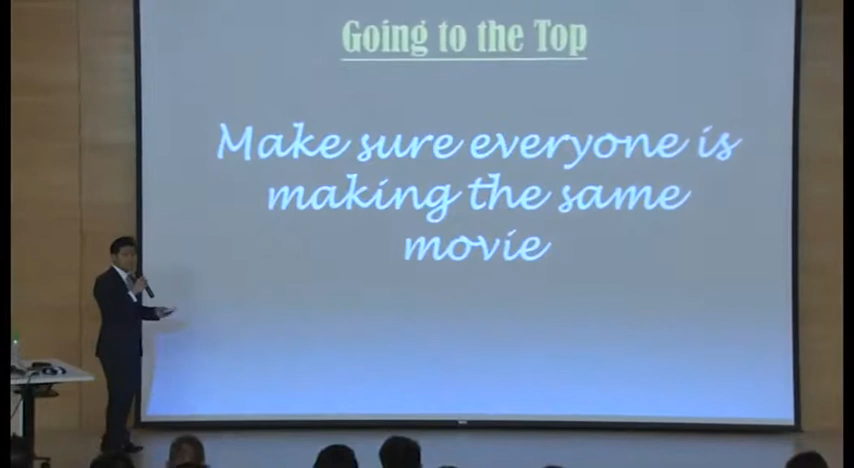 Going to the Top
Make sure everyone is
making the same
movie